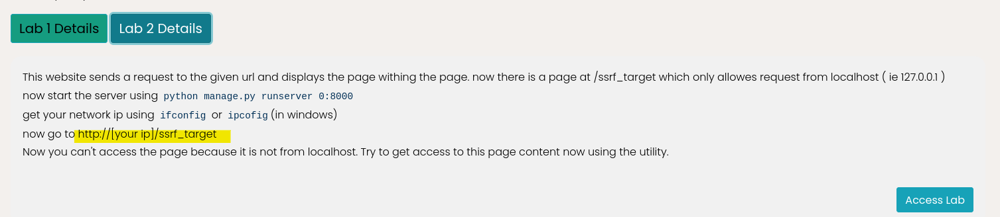 Lab 1 Details
Lab 2 Details
This website sends a request to the given url and displays the page withing the page. now there is a page at /ssrf_target which only allowes request from localhost ( ie 127.0.0.1 )
now start the server using python manage.py runserver 0:8000
get your network ip using ifconfig or ipcofig (in windows)
now go to http://[your ip]/ssrf_target
Now you can't access the page because it is not from localhost. Try to get access to this page content now using the utility.
Access Lab